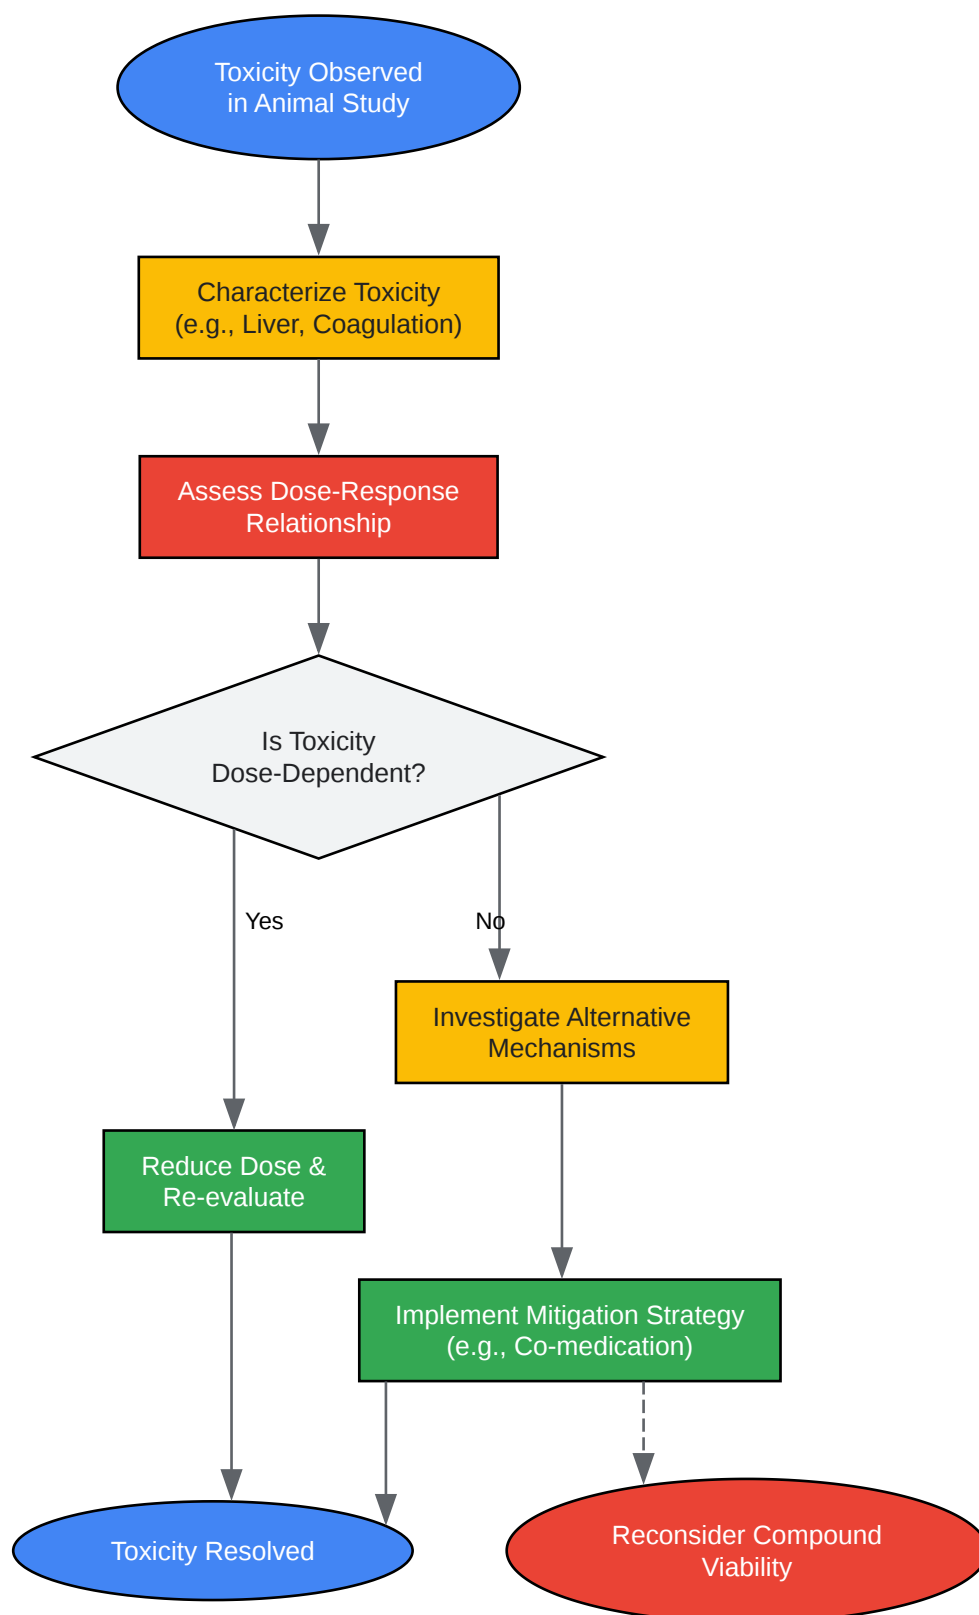 Toxicity Observed
in Animal Study
Characterize Toxicity
(e.g., Liver, Coagulation)
Assess Dose-Response
Relationship
Is Toxicity
Dose-Dependent?
Yes
No
Investigate Alternative
Mechanisms
Reduce Dose &
Re-evaluate
Implement Mitigation Strategy
(e.g., Co-medication)
Toxicity Resolved
Reconsider Compound
Viability